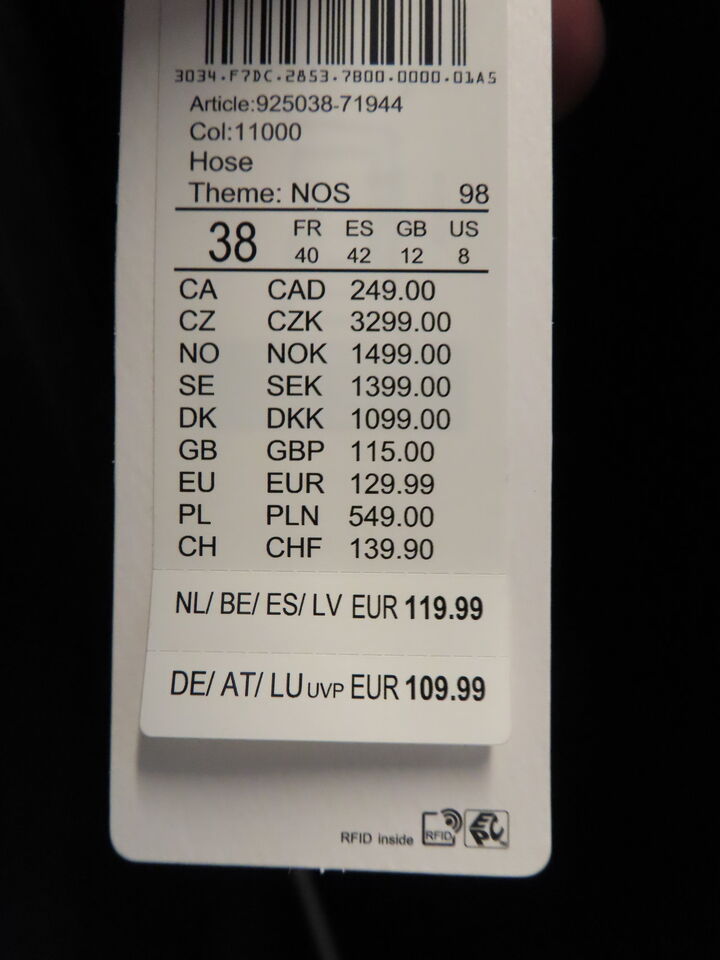 3034.F7DC.2853.7B00.0000.01A5
Article:925038-71944
Col:11000
Hose
Theme: NOS 98
38 FR ES GB US
40 42 12 8
CA CAD 249.00
CZ CZK 3299.00
NO NOK 1499.00
SE SEK 1399.00
DK DKK 1099.00
GB GBP 115.00
EU EUR 129.99
PL PLN 549.00
CH CHF 139.90
NL/ BE/ ES/ LV EUR 119.99
DE/ AT/ LU UVP EUR 109.99
RFID inside RFID EPC